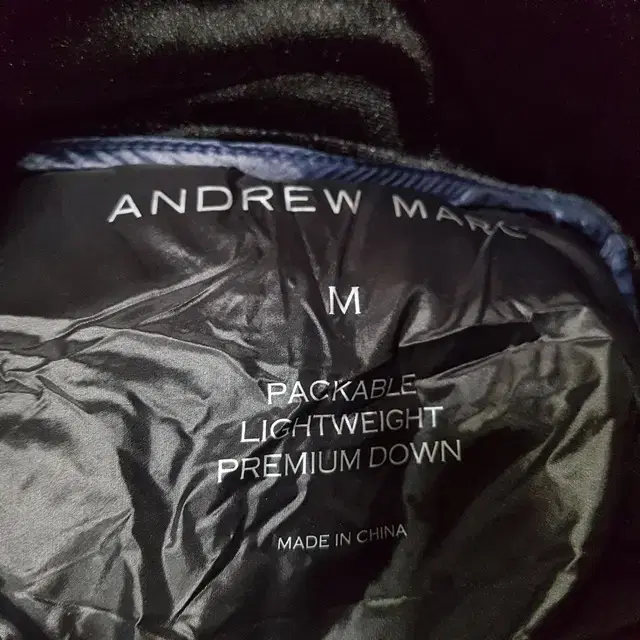 ANDREW MARC
M
PACKABLE
LIGHTWEIGHT
PREMIUM DOWN
MADE IN CHINA